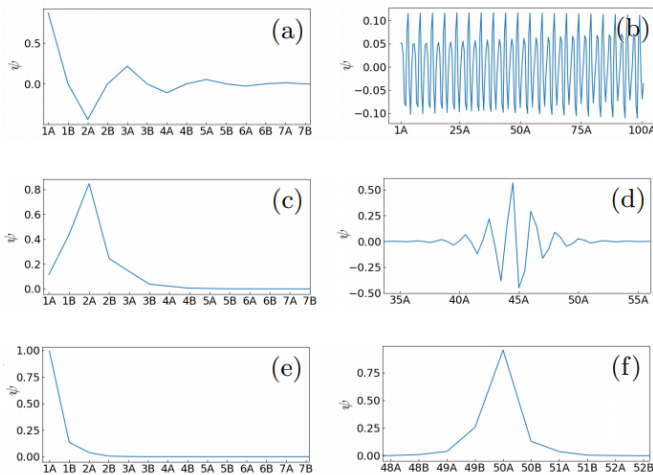 (a)
ψ
0.5
0.0
1A 1B 2A 2B 3A 3B 4A 4B 5A 5B 6A 6B 7A 7B
(b)
ψ
0.10
0.05
0.00
−0.05
−0.10
1A 25A 50A 75A 100A
(c)
ψ
0.8
0.6
0.4
0.2
0.0
1A 1B 2A 2B 3A 3B 4A 4B 5A 5B 6A 6B 7A 7B
(d)
ψ
0.50
0.25
0.00
−0.25
−0.50
35A 40A 45A 50A 55A
(e)
ψ
1.00
0.75
0.50
0.25
0.00
1A 1B 2A 2B 3A 3B 4A 4B 5A 5B 6A 6B 7A 7B
(f)
ψ
0.75
0.50
0.25
0.00
48A 48B 49A 49B 50A 50B 51A 51B 52A 52B